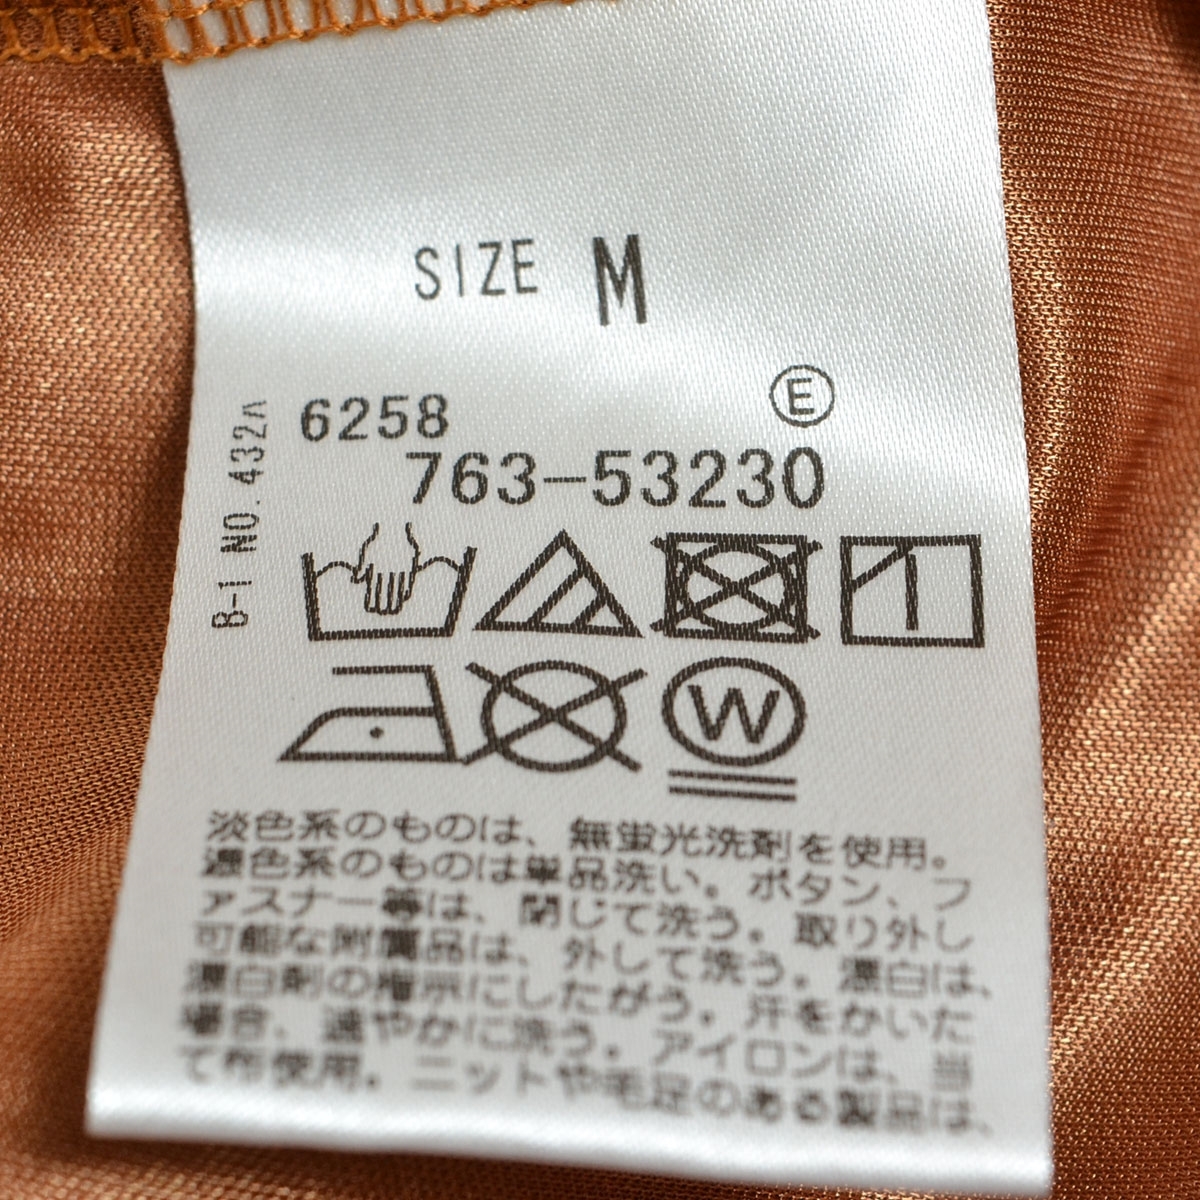 SIZE M
6258
E
763-53230
B-1 NO.432
W
淡色系のものは、無蛍光洗剤を使用。
濃色系のものは単品洗い。ボタン、フ
ァスナー等は、閉じて洗う。取り外し
可能な附属品は、外して洗う。漂白は、
漂白剤の指示にしたがう。汗をかいた
場合、速やかに洗う。アイロンは、当
て布使用。ニットや毛足のある製品は、